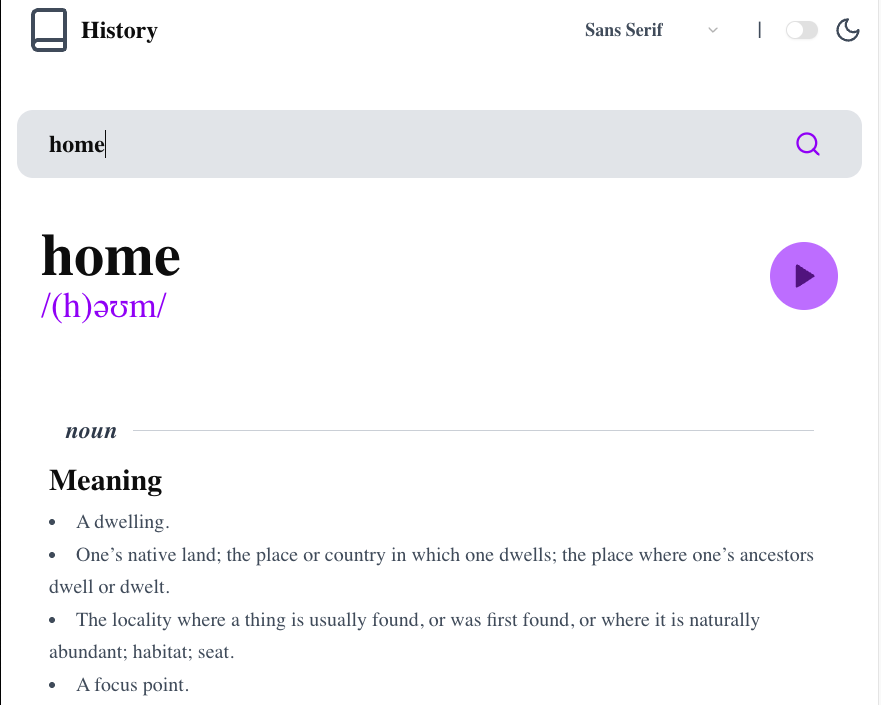 History
Sans Serif
|
home
home
/(h)əʊm/
noun
Meaning
• A dwelling.
• One’s native land; the place or country in which one dwells; the place where one’s ancestors
dwell or dwelt.
• The locality where a thing is usually found, or was first found, or where it is naturally
abundant; habitat; seat.
• A focus point.